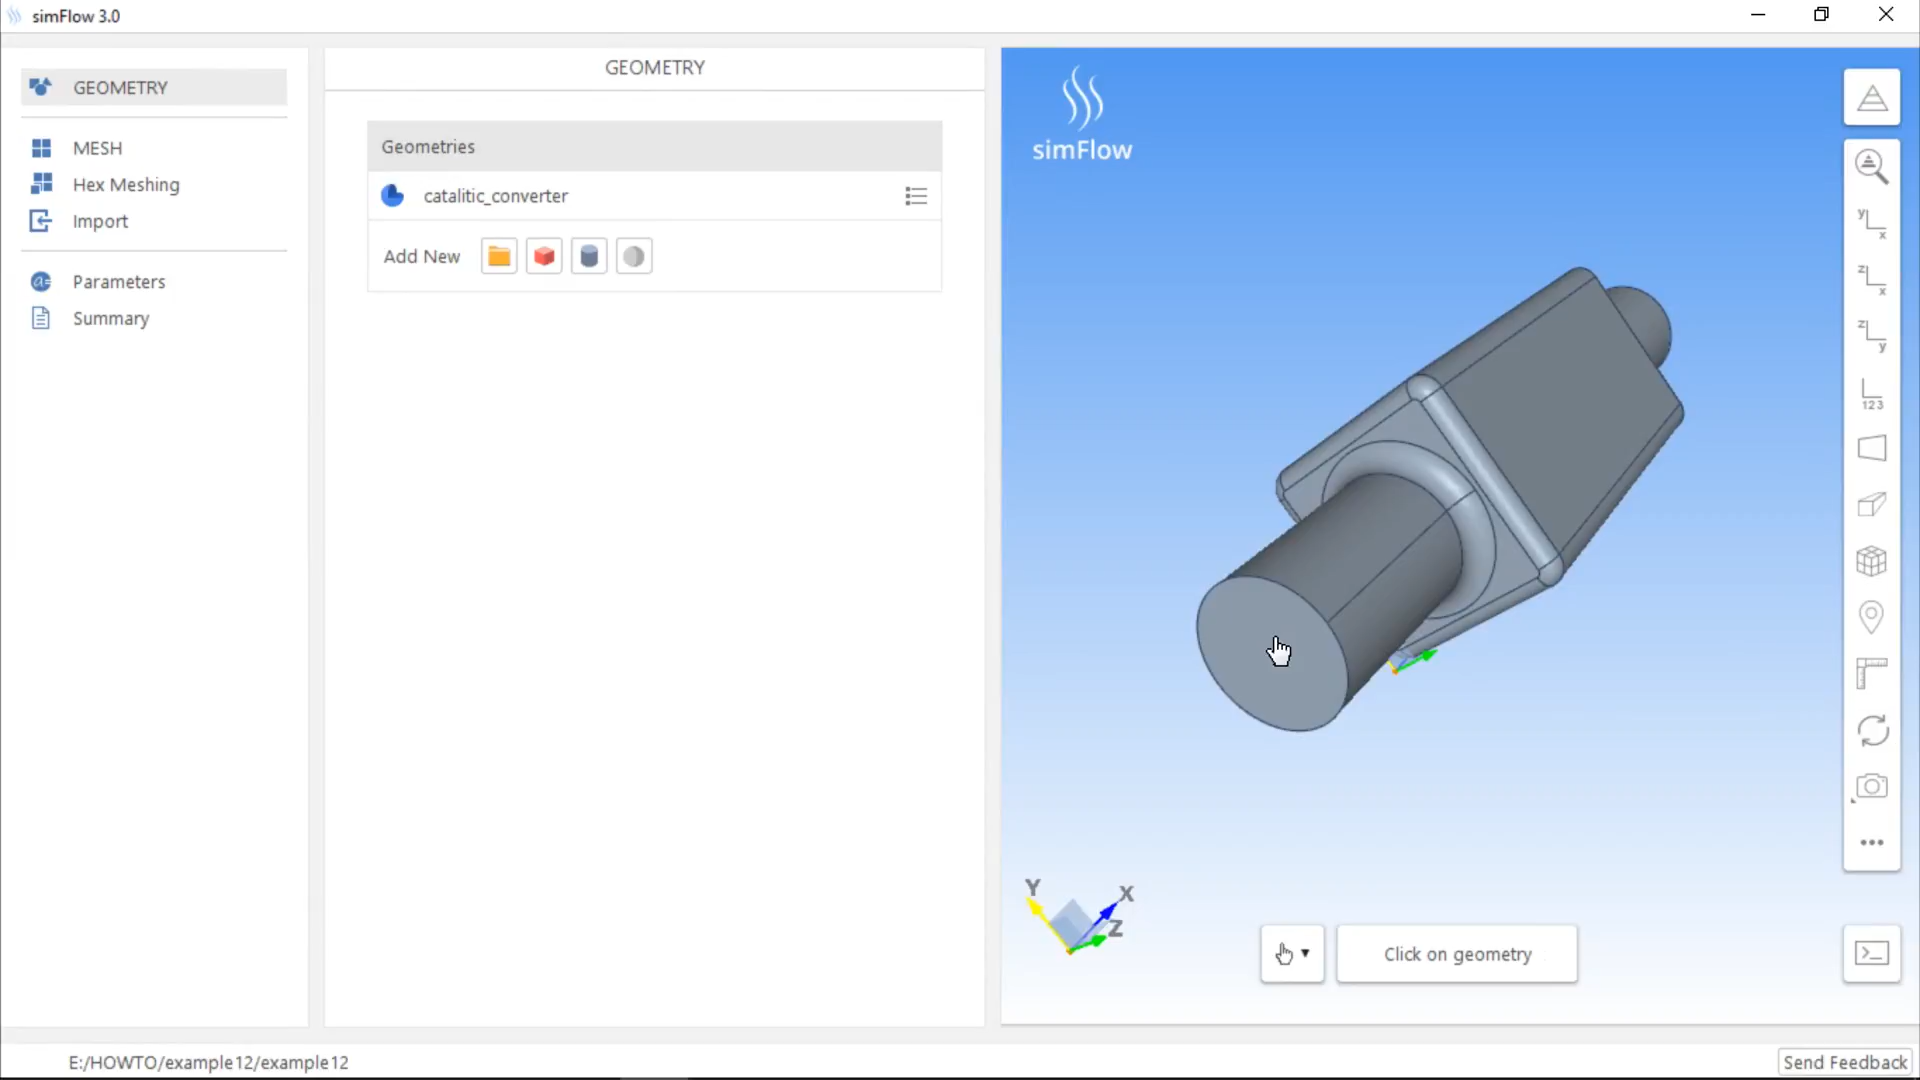 simFlow 3.0
GEOMETRY
MESH
Hex Meshing
Import
Parameters
Summary
GEOMETRY
Geometries
catalitic_converter
Add New
simFlow
y
x
z
x
z
y
123
Y
X
Z
Click on geometry
E:/HOWTO/example12/example12
Send Feedback